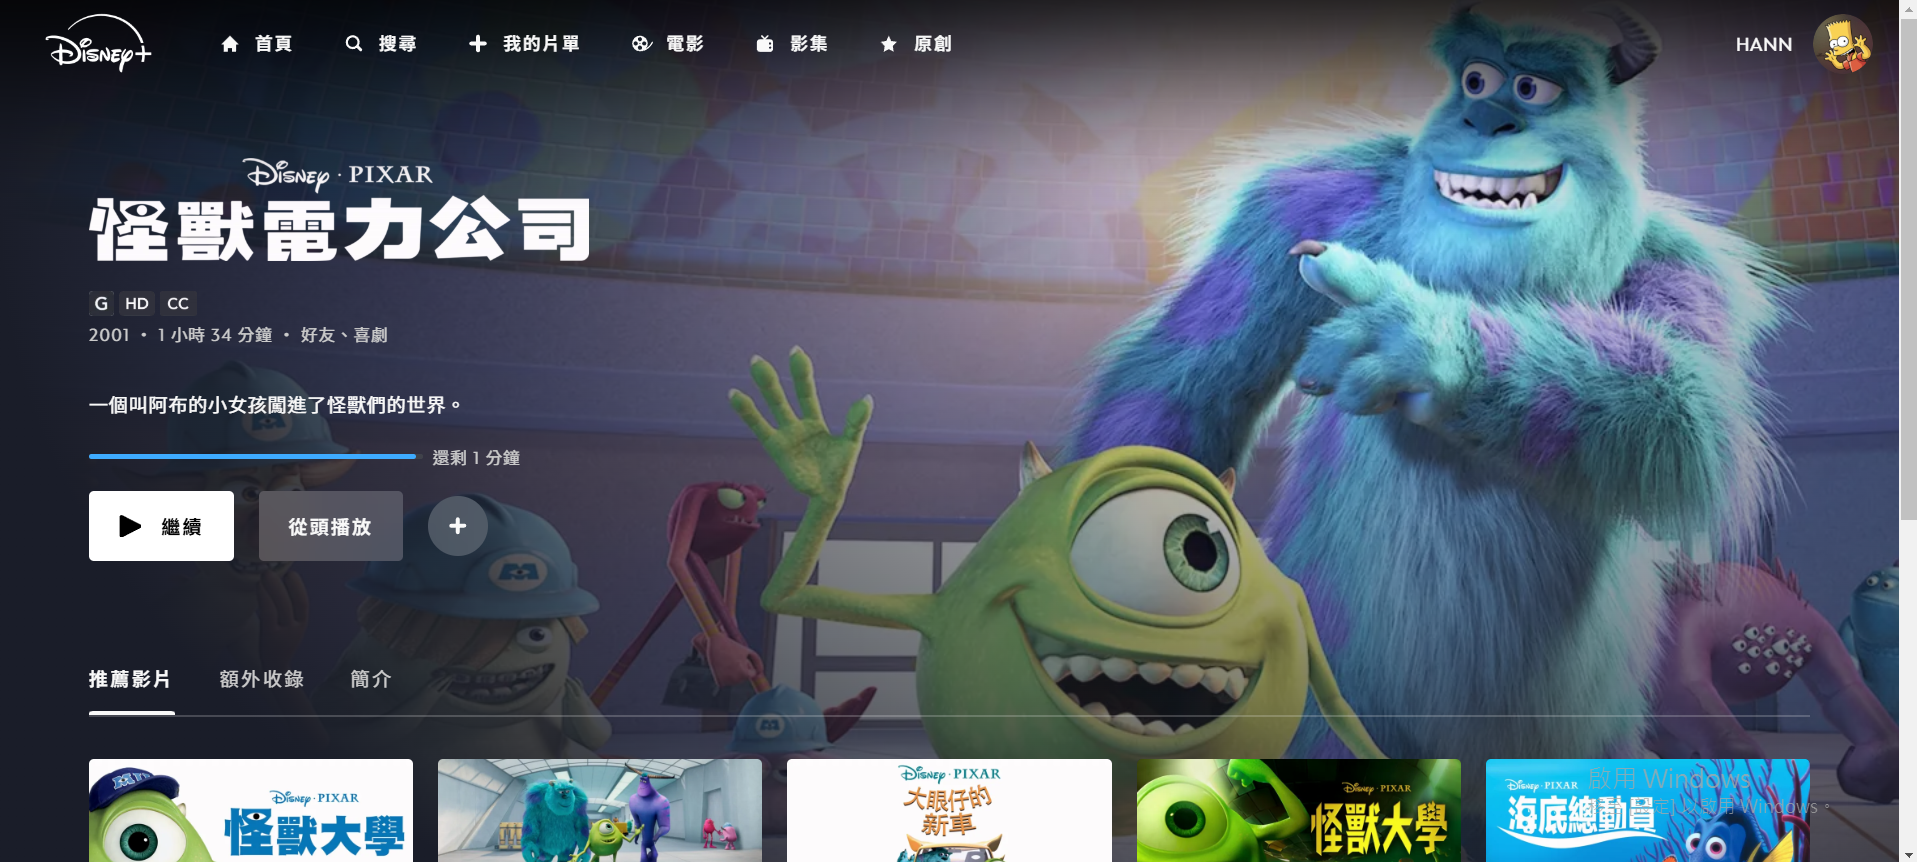 Disney+
首頁
搜尋
我的片單
電影
影集
原創
HANN
Disney · PIXAR
怪獸電力公司
G HD CC
2001 • 1 小時 34 分鐘 • 好友、喜劇
一個叫阿布的小女孩闖進了怪獸們的世界。
還剩 1 分鐘
繼續
從頭播放
推薦影片
額外收錄
簡介
Disney · PIXAR
怪獸大學
Disney · PIXAR
大眼仔的
新車
Disney · PIXAR
怪獸大學
Disney · PIXAR
海底總動員
啟用 Windows
定] 以啟用 Windows。